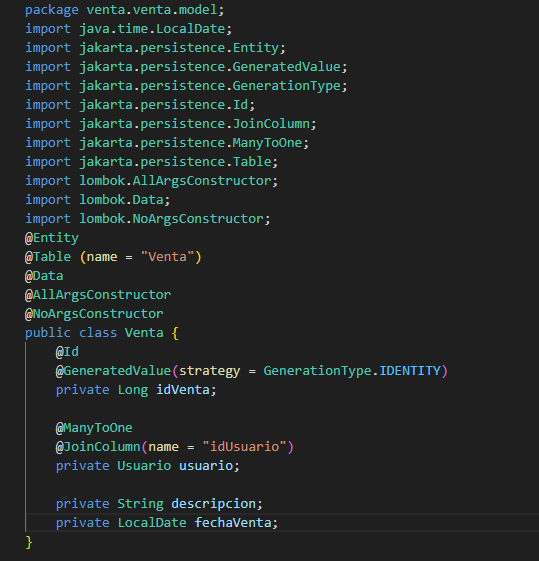 package venta.venta.model;
import java.time.LocalDate;
import jakarta.persistence.Entity;
import jakarta.persistence.GeneratedValue;
import jakarta.persistence.GenerationType;
import jakarta.persistence.Id;
import jakarta.persistence.JoinColumn;
import jakarta.persistence.ManyToOne;
import jakarta.persistence.Table;
import lombok.AllArgsConstructor;
import lombok.Data;
import lombok.NoArgsConstructor;
@Entity
@Table (name = "Venta")
@Data
@AllArgsConstructor
@NoArgsConstructor
public class Venta {
    @Id
    @GeneratedValue(strategy = GenerationType.IDENTITY)
    private Long idVenta;

    @ManyToOne
    @JoinColumn(name = "idUsuario")
    private Usuario usuario;

    private String descripcion;
    private LocalDate fechaVenta;
}